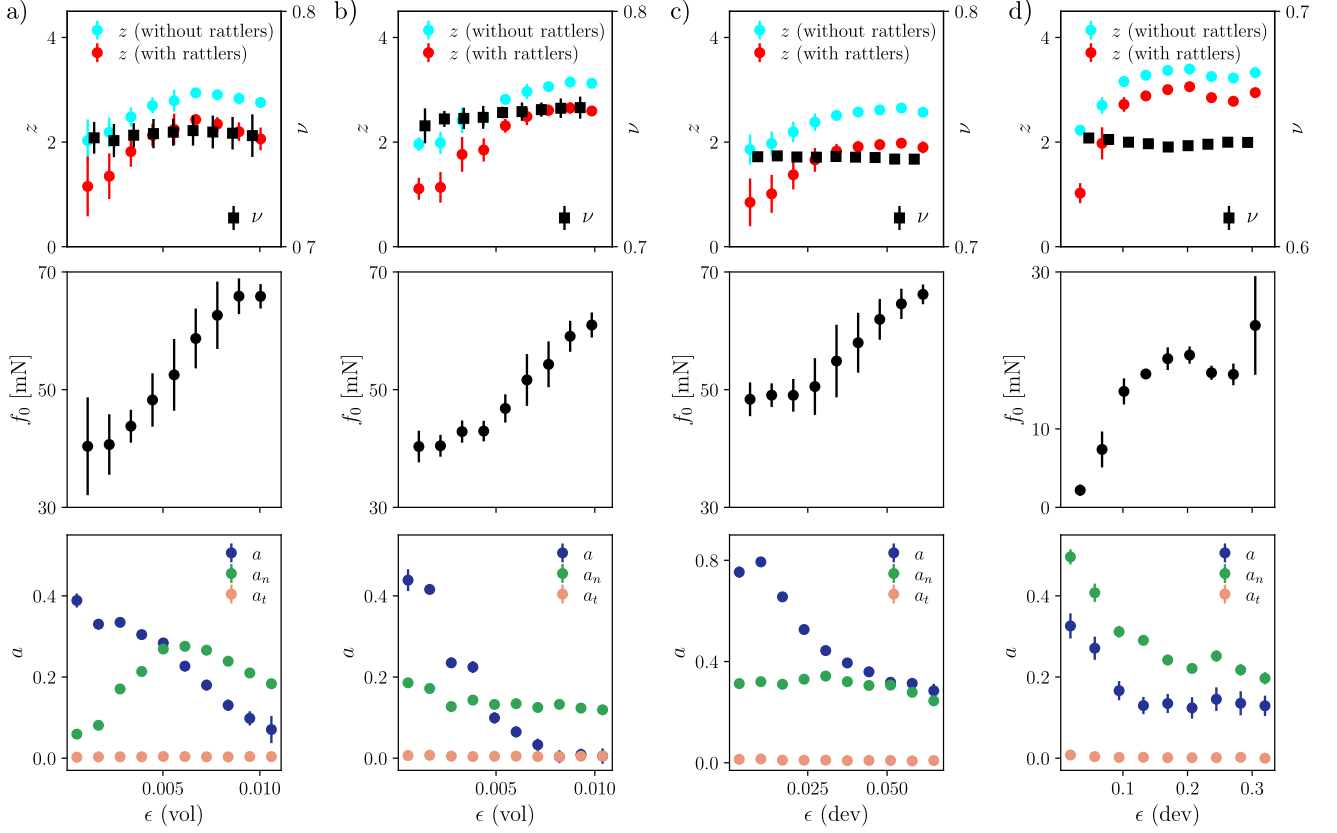 a)
b)
c)
d)
4
2
0
z
0.8
0.7
ν
z (without rattlers)
z (with rattlers)
ν
4
2
0
z
0.8
0.7
ν
z (without rattlers)
z (with rattlers)
ν
4
2
0
z
0.8
0.7
ν
z (without rattlers)
z (with rattlers)
ν
4
2
0
z
0.7
0.6
ν
z (without rattlers)
z (with rattlers)
ν
70
50
30
f₀ [mN]
70
50
30
f₀ [mN]
70
50
30
f₀ [mN]
30
10
0
f₀ [mN]
0.4
0.2
0.0
a
a
aₙ
aₜ
0.005
0.010
ϵ (vol)
0.4
0.2
0.0
a
a
aₙ
aₜ
0.005
0.010
ϵ (vol)
0.8
0.4
0.0
a
a
aₙ
aₜ
0.025
0.050
ϵ (dev)
0.4
0.2
0.0
a
a
aₙ
aₜ
0.1
0.2
0.3
ϵ (dev)